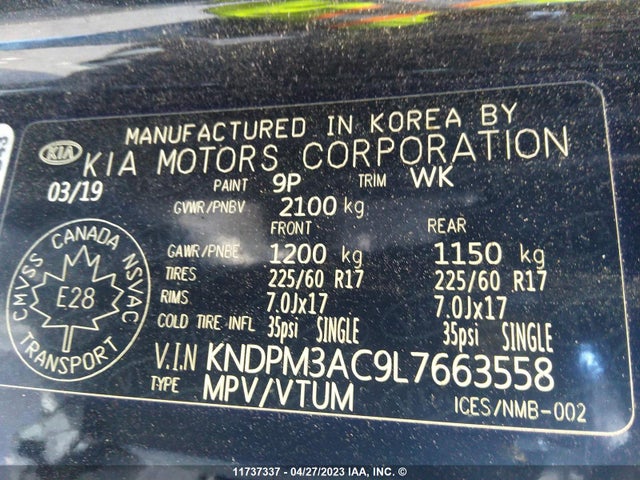 MANUFACTURED IN KOREA BY
KIA KIA MOTORS CORPORATION
03/19 PAINT 9P TRIM WK
GVWR/PNBV 2100 kg
FRONT REAR
GAWR/PNBE 1200 kg 1150 kg
TIRES 225/60 R17 225/60 R17
RIMS 7.0Jx17 7.0Jx17
COLD TIRE INFL 35psi SINGLE 35psi SINGLE
V.I.N KNDPM3AC9L7663558
TYPE MPV/VTUM
ICES/NMB-002
CMVSS CANADA NSVAC
E28
TRANSPORT
11737337 - 04/27/2023 IAA, INC. ©